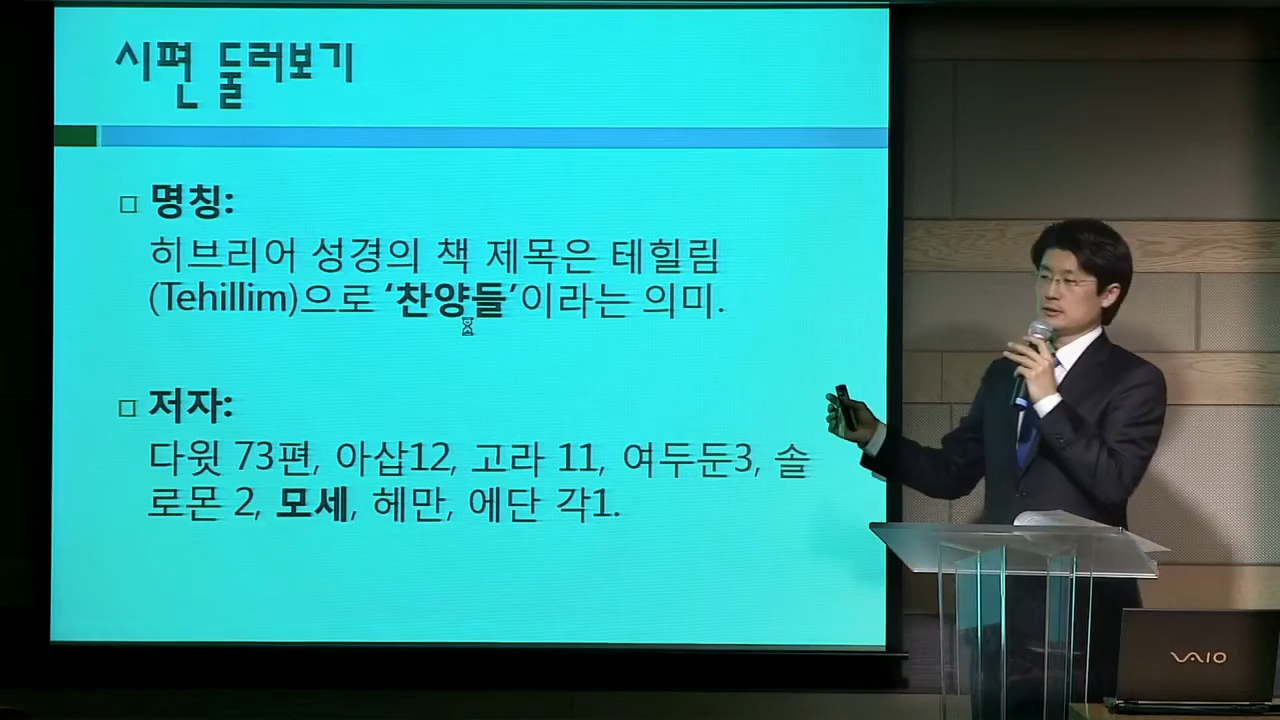 시편 둘러보기
명칭:
히브리어 성경의 책 제목은 테힐림
(Tehillim)으로 ‘찬양들’이라는 의미.
저자:
다윗 73편, 아삽12, 고라 11, 여두둔3, 솔
로몬 2, 모세, 헤만, 에단 각1.
VAIO